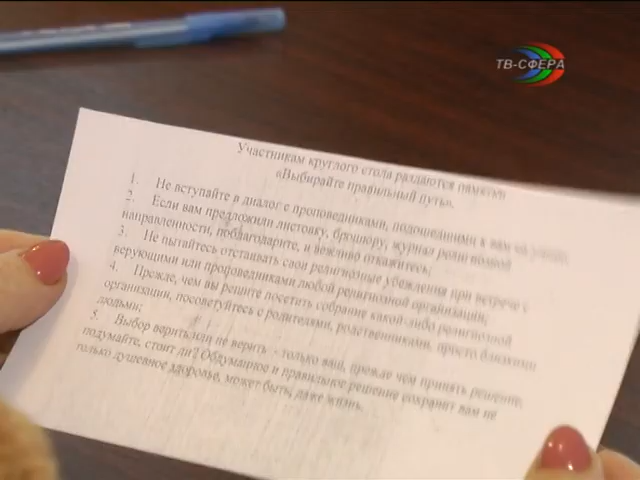 ТВ-СФЕРА
Участникам круглого стола раздаются памятки
«Выбирайте правильный путь».
1. Не вступайте в диалог с проповедниками, подошедшими к вам на улице;
2. Если вам предложили листовку, брошюру, журнал религиозной
направленности, поблагодарите, и вежливо откажитесь;
3. Не пытайтесь отстаивать свои религиозные убеждения при встрече с
верующими или проповедниками любой религиозной организации;
4. Прежде, чем вы решите посетить собрание какой-либо религиозной
организации, посоветуйтесь с родителями, родственниками, просто близкими
людьми;
5. Выбор верить или не верить - только ваш, прежде чем принять решение,
подумайте, стоит ли? Обдуманное и правильное решение сохранит вам не
только душевное здоровье, может быть, даже жизнь.